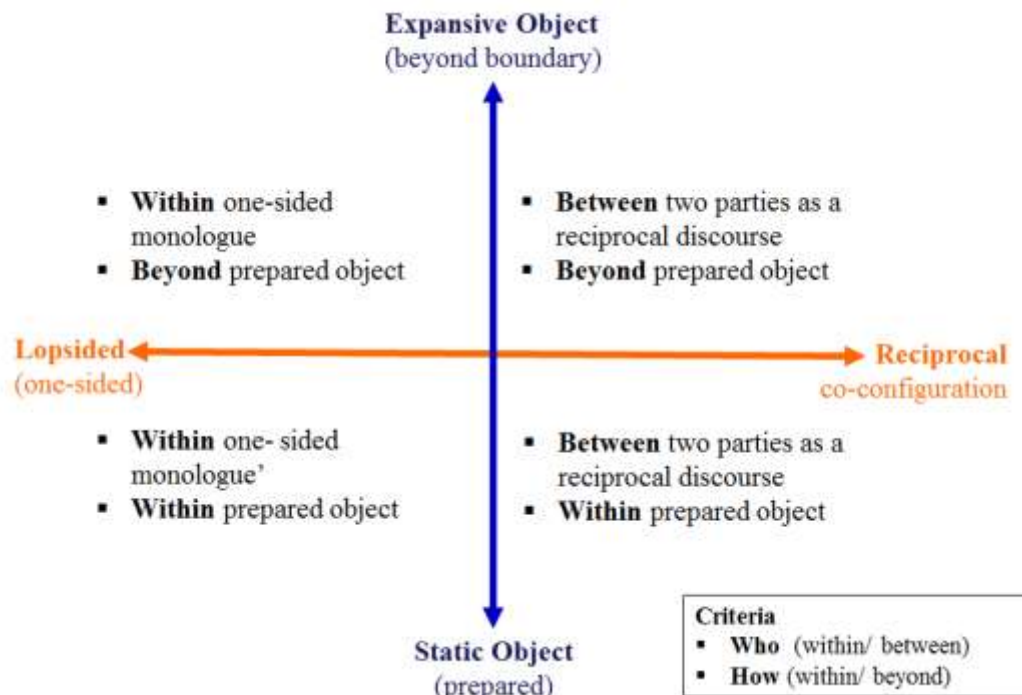 Expansive Object
(beyond boundary)
▪ Within one-sided
monologue
▪ Beyond prepared object
▪ Between two parties as a
reciprocal discourse
▪ Beyond prepared object
Lopsided
(one-sided)
Reciprocal
co-configuration
▪ Within one- sided
monologue’
▪ Within prepared object
▪ Between two parties as a
reciprocal discourse
▪ Within prepared object
Static Object
(prepared)
Criteria
▪ Who (within/ between)
▪ How (within/ beyond)